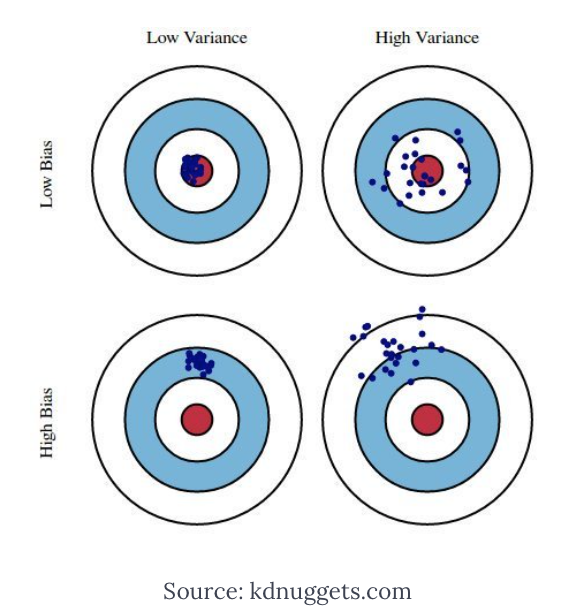 Low Variance
High Variance
Low Bias
High Bias
Source: kdnuggets.com